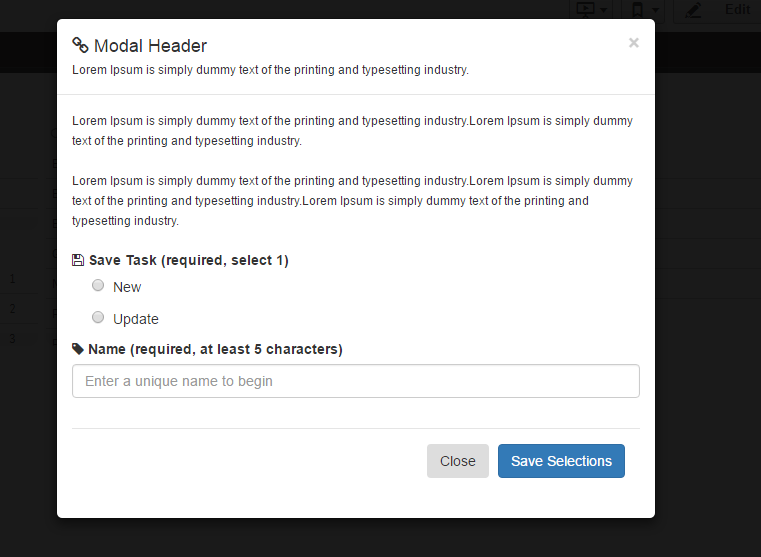 Edit
Modal Header
×
Lorem Ipsum is simply dummy text of the printing and typesetting industry.
Lorem Ipsum is simply dummy text of the printing and typesetting industry.Lorem Ipsum is simply dummy
text of the printing and typesetting industry.
Lorem Ipsum is simply dummy text of the printing and typesetting industry.Lorem Ipsum is simply dummy
text of the printing and typesetting industry.Lorem Ipsum is simply dummy text of the printing and
typesetting industry.
Save Task (required, select 1)
New
1
Update
2
3
Name (required, at least 5 characters)
Enter a unique name to begin
Close
Save Selections